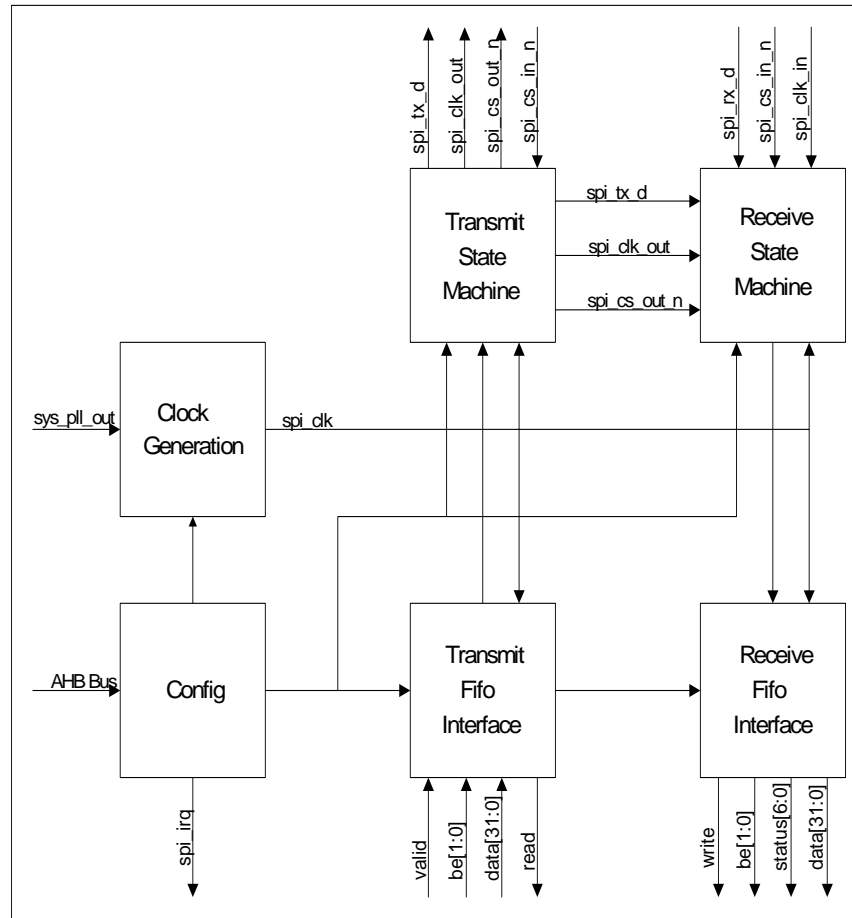 spi_tx_d
spi_clk_out
spi_cs_out_n
spi_cs_in_n
spi_rx_d
spi_cs_in_n
spi_clk_in
Transmit
State
Machine
spi_tx_d
spi_clk_out
spi_cs_out_n
Receive
State
Machine
sys_pll_out
Clock
Generation
spi_clk
AHB Bus
Config
Transmit
Fifo
Interface
Receive
Fifo
Interface
spi_irq
valid
be[1:0]
data[31:0]
read
write
be[1:0]
status[6:0]
data[31:0]